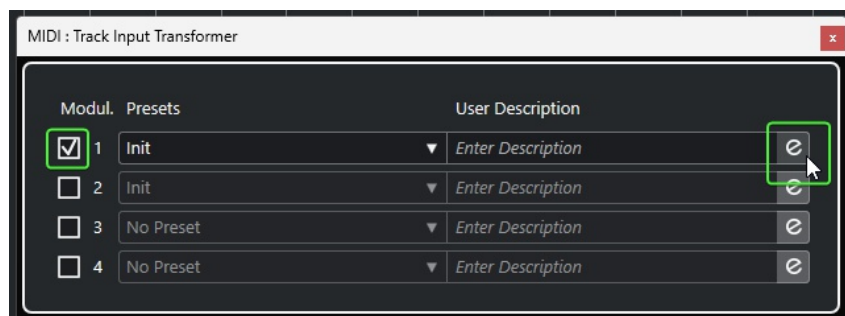 MIDI : Track Input Transformer x
Modul. Presets User Description
1 Init Enter Description e
2 Init Enter Description e
3 No Preset Enter Description e
4 No Preset Enter Description e